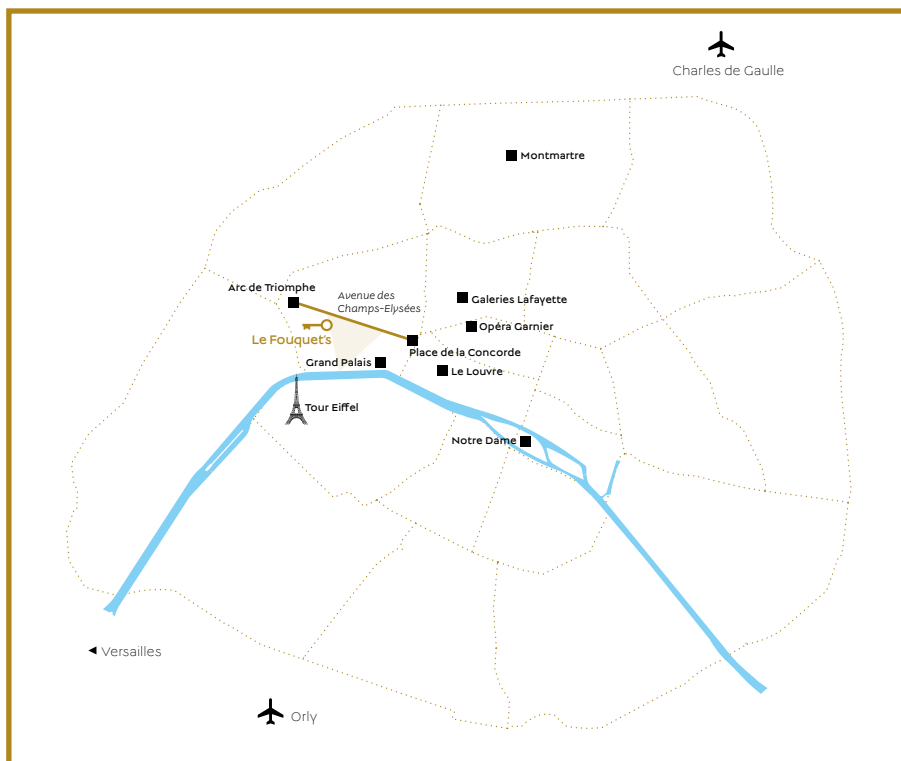 Charles de Gaulle
Montmartre
Arc de Triomphe
Avenue des
Champs-Elysées
Galeries Lafayette
Opéra Garnier
Le Fouquet's
Place de la Concorde
Grand Palais
Le Louvre
Tour Eiffel
Notre Dame
Versailles
Orly